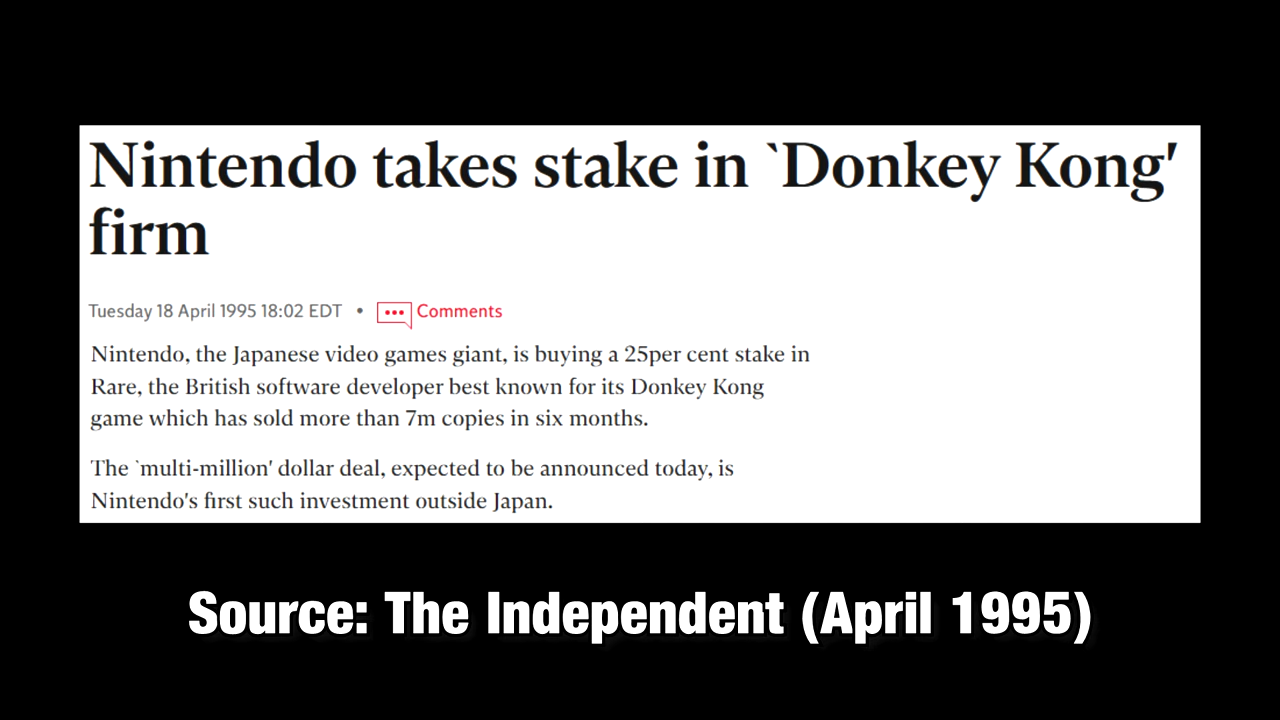 Nintendo takes stake in `Donkey Kong'
firm
Tuesday 18 April 1995 18:02 EDT • Comments
Nintendo, the Japanese video games giant, is buying a 25per cent stake in
Rare, the British software developer best known for its Donkey Kong
game which has sold more than 7m copies in six months.
The `multi-million' dollar deal, expected to be announced today, is
Nintendo's first such investment outside Japan.
Source: The Independent (April 1995)